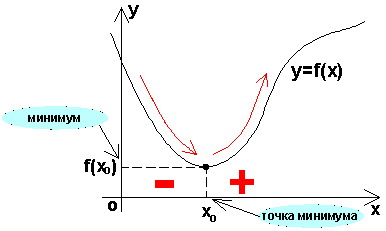 y
y=f(x)
минимум
f(x₀)
− +
o
x₀
x
точка минимума